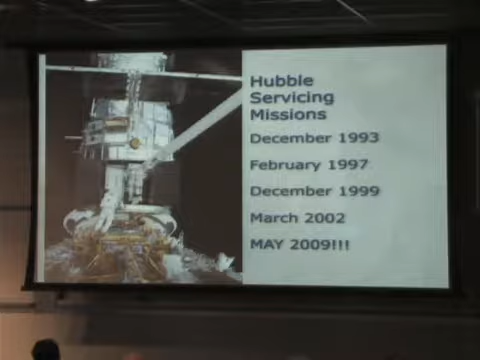 Hubble
Servicing
Missions
December 1993
February 1997
December 1999
March 2002
MAY 2009!!!